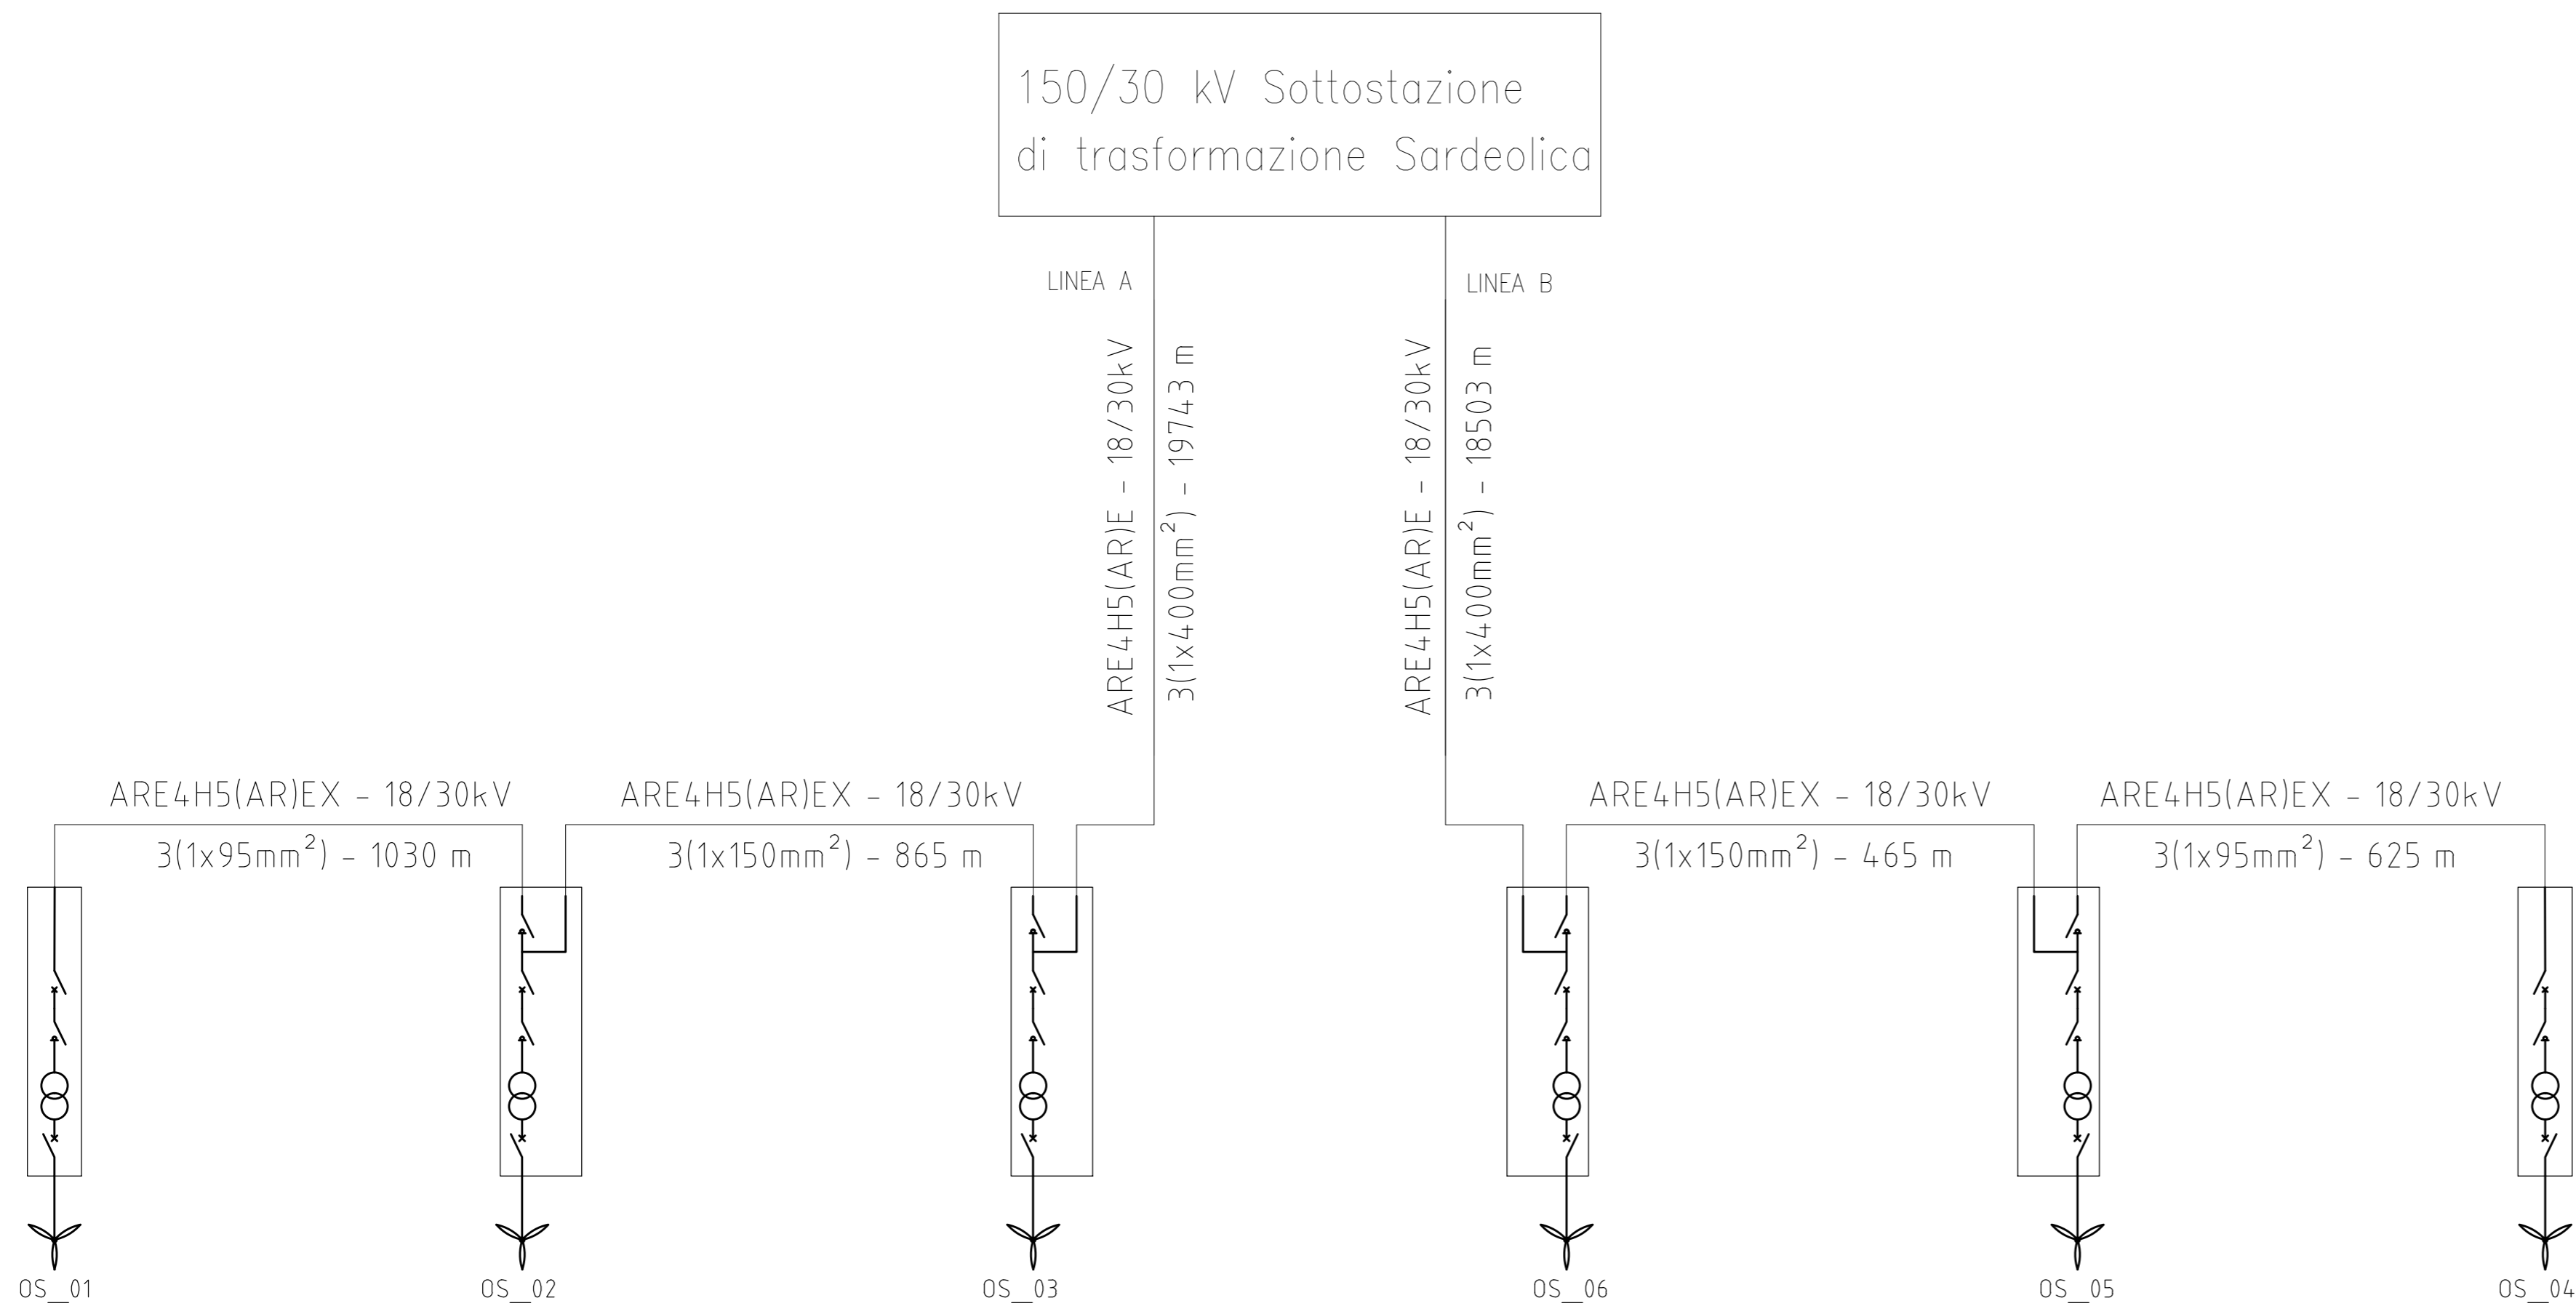 150/30 kV Sottostazione
di trasformazione Sardeolica
LINEA A
LINEA B
ARE4H5(AR)E - 18/30kV
3(1x400mm²) - 19743 m
ARE4H5(AR)E - 18/30kV
3(1x400mm²) - 18503 m
ARE4H5(AR)EX - 18/30kV
3(1x95mm²) - 1030 m
ARE4H5(AR)EX - 18/30kV
3(1x150mm²) - 865 m
ARE4H5(AR)EX - 18/30kV
3(1x150mm²) - 465 m
ARE4H5(AR)EX - 18/30kV
3(1x95mm²) - 625 m
OS_01
OS_02
OS_03
OS_06
OS_05
OS_04